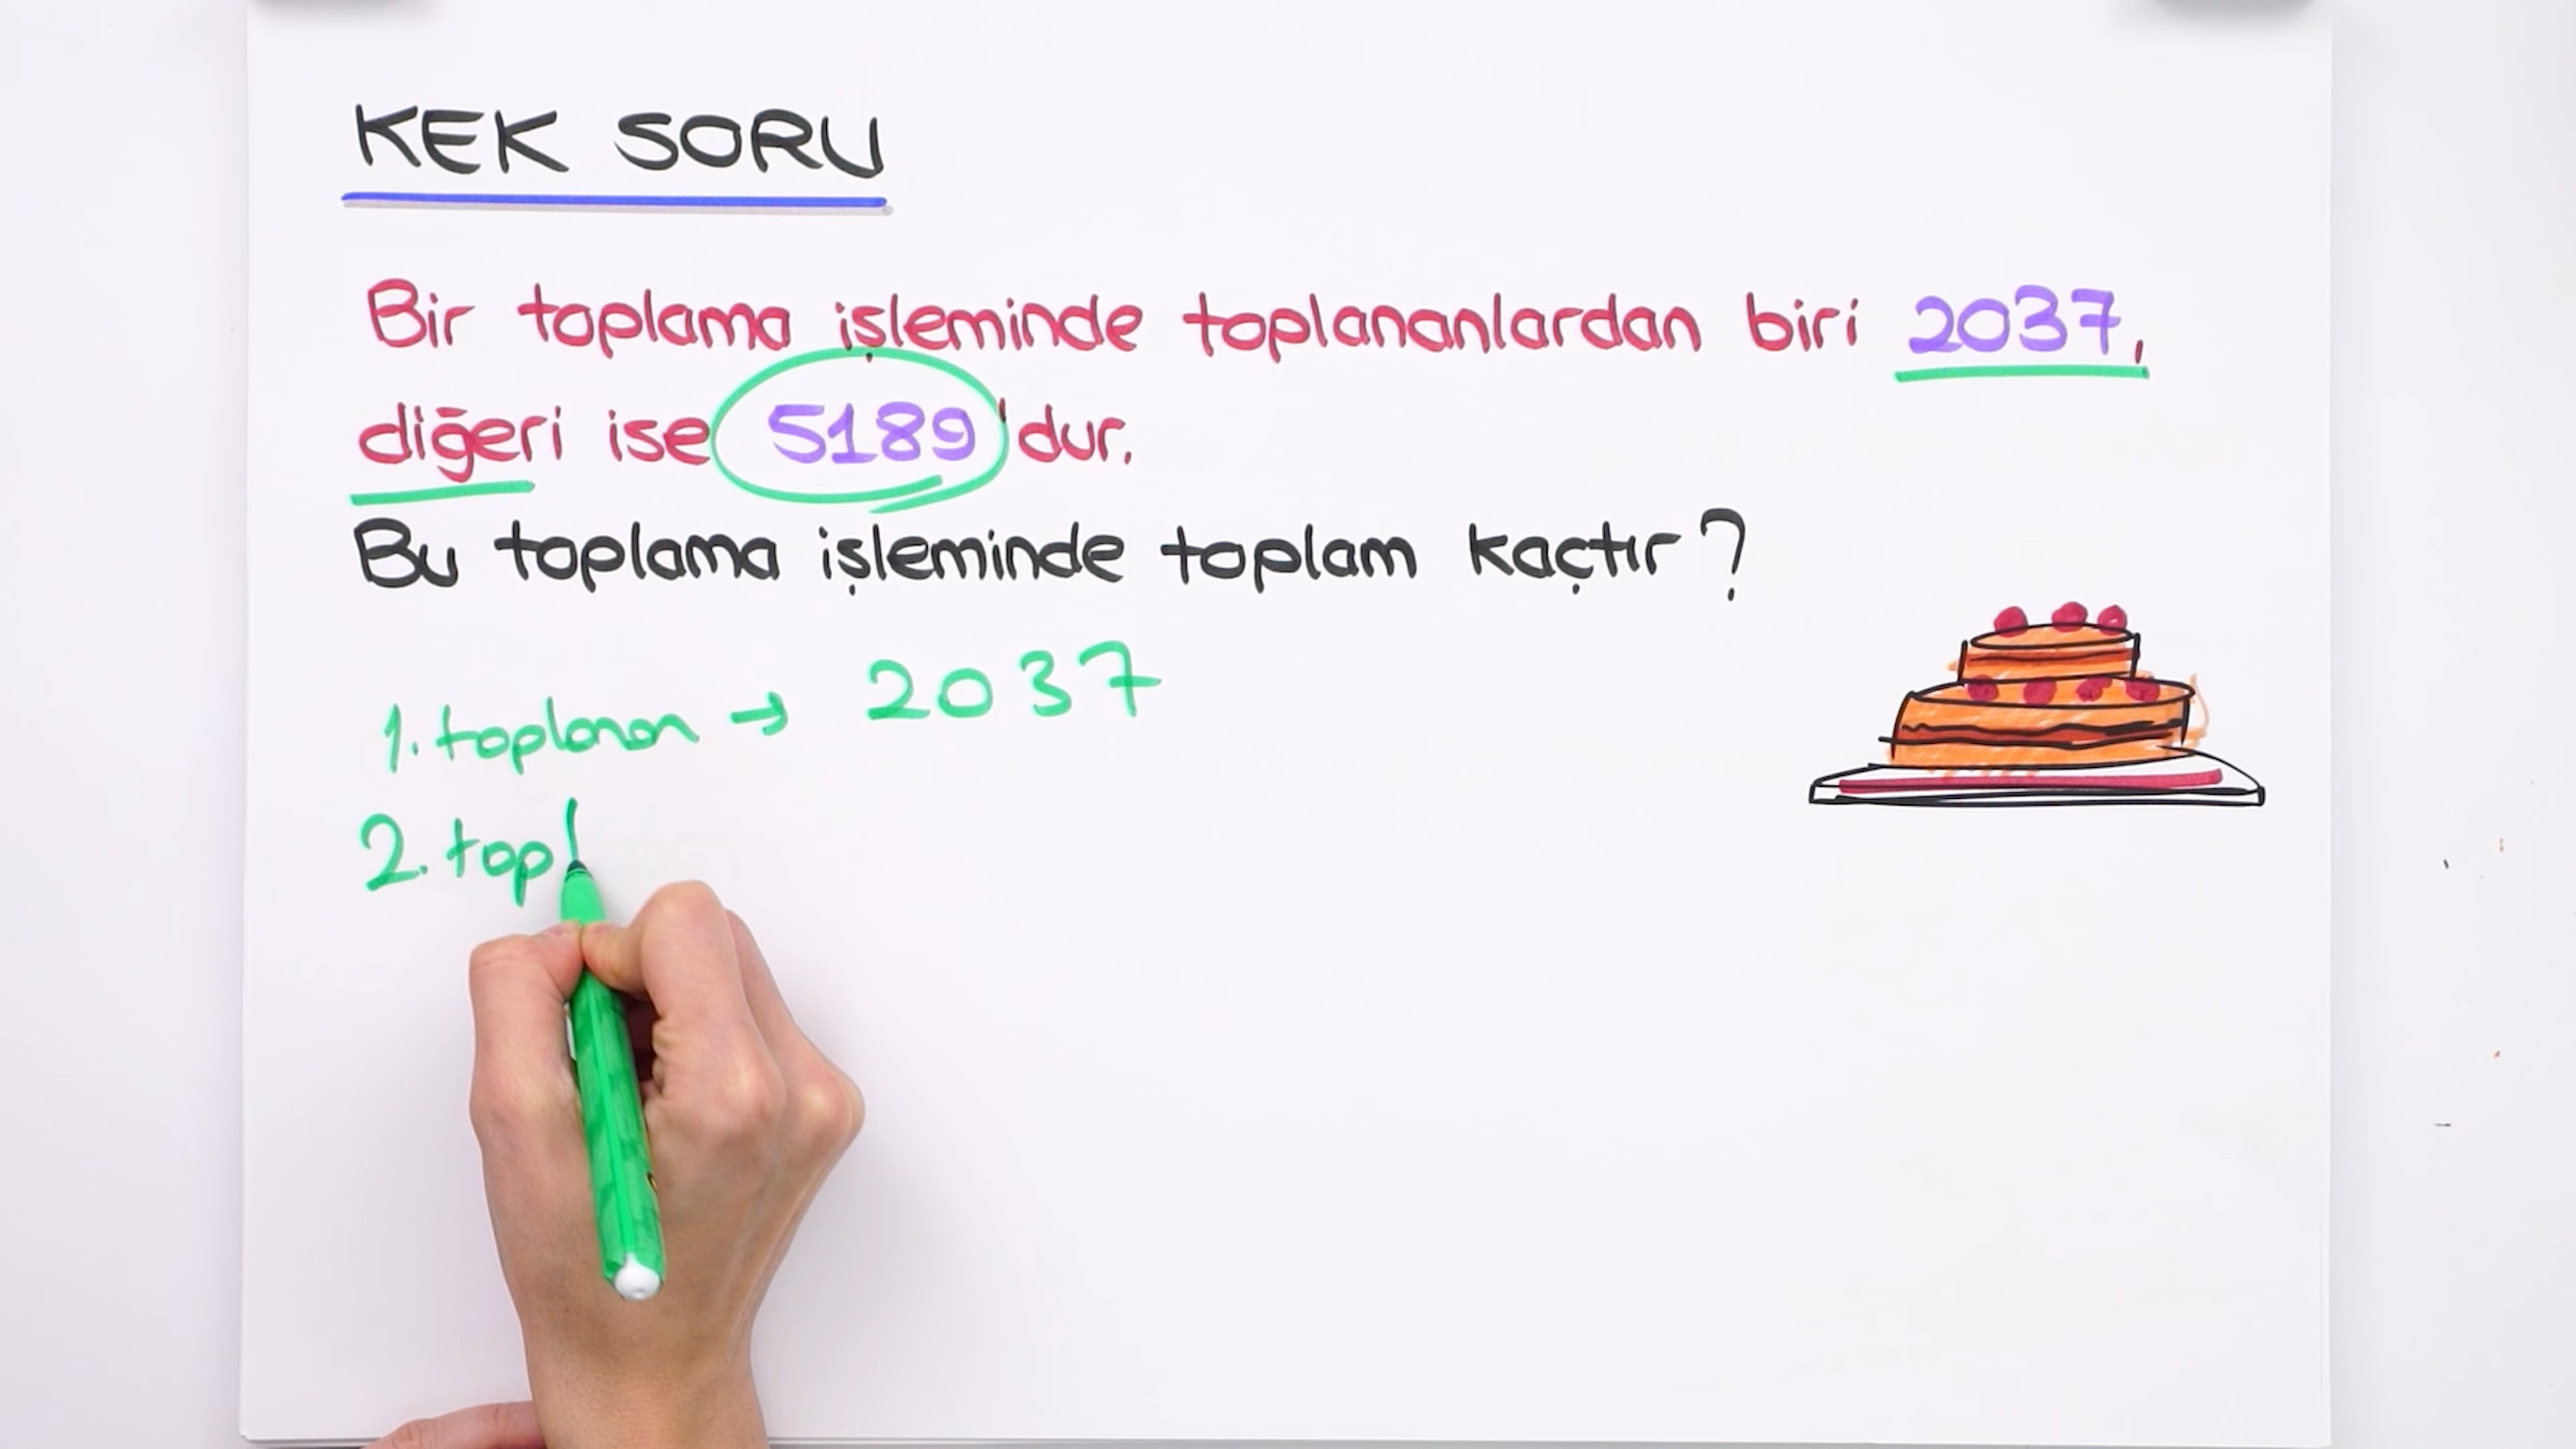 KEK SORU
Bir toplama işleminde toplananlardan biri 2037,
diğeri ise 5189'dur.
Bu toplama işleminde toplam kaçtır?
1. toplanan → 2037
2. topl